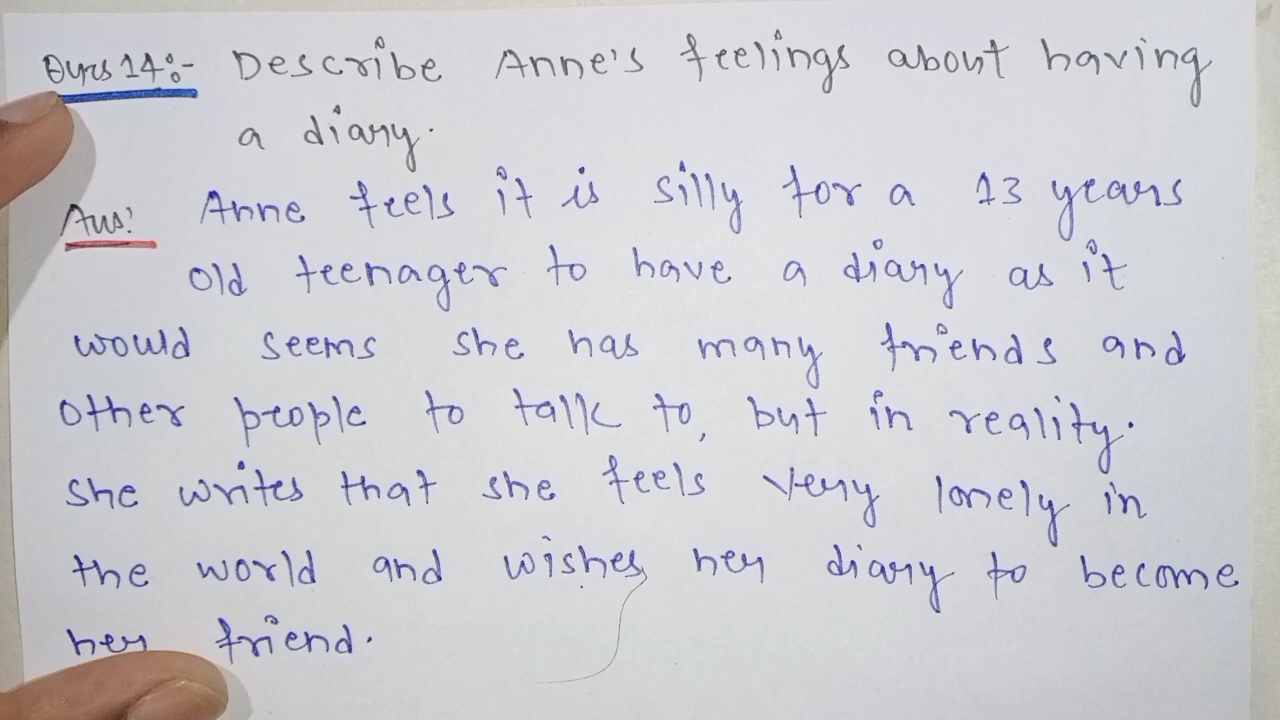 Ques 14:- Describe Anne's feelings about having
a diary.
Ans: Anne feels it is silly for a 13 years
old teenager to have a diary as it
would seems she has many friends and
other people to talk to, but in reality.
she writes that she feels very lonely in
the world and wishes her diary to become
her friend.